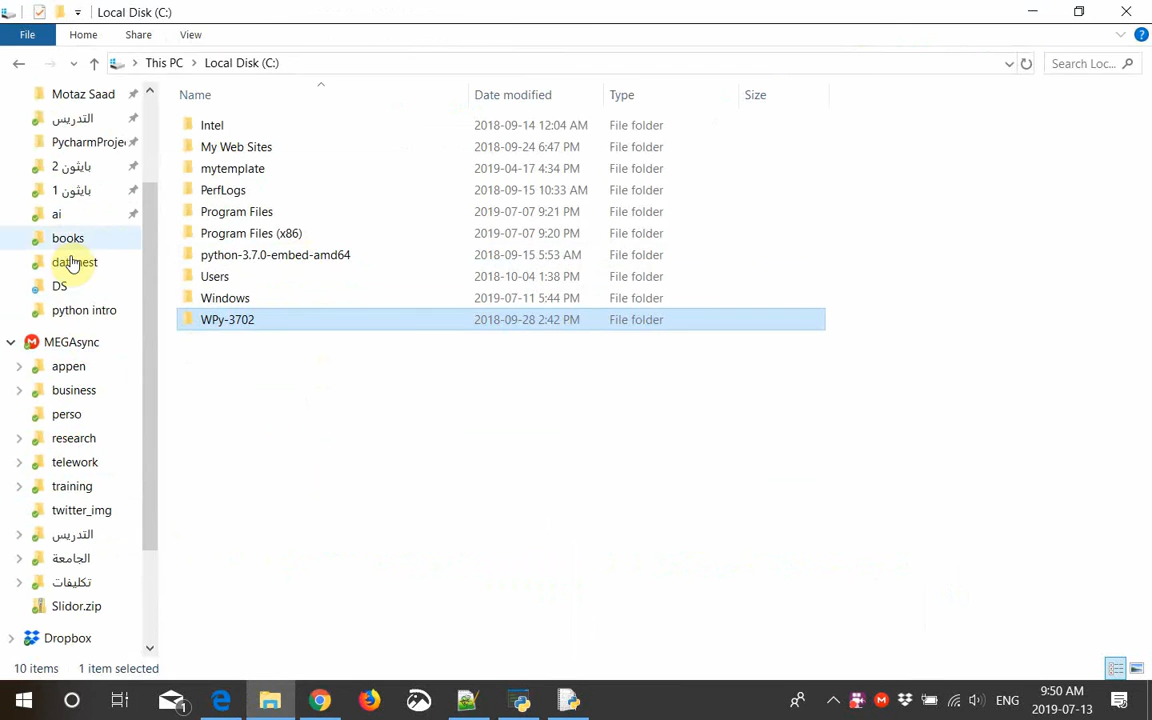 Local Disk (C:)
File Home Share View
This PC Local Disk (C:) Search Loc...
Name Date modified Type Size
Motaz Saad
التدريس
PycharmProje
بايثون 2
بايثون 1
ai
books
DS
python intro
MEGAsync
appen
business
perso
research
telework
training
twitter_img
التدريس
الجامعة
تكليفات
Slidor.zip
Dropbox
Intel 2018-09-14 12:04 AM File folder
My Web Sites 2018-09-24 6:47 PM File folder
mytemplate 2019-04-17 4:34 PM File folder
PerfLogs 2018-09-15 10:33 AM File folder
Program Files 2019-07-07 9:21 PM File folder
Program Files (x86) 2019-07-07 9:20 PM File folder
python-3.7.0-embed-amd64 2018-09-15 5:53 AM File folder
Users 2018-10-04 1:38 PM File folder
Windows 2019-07-11 5:44 PM File folder
WPy-3702 2018-09-28 2:42 PM File folder
10 items 1 item selected
1 ENG 9:50 AM
2019-07-13